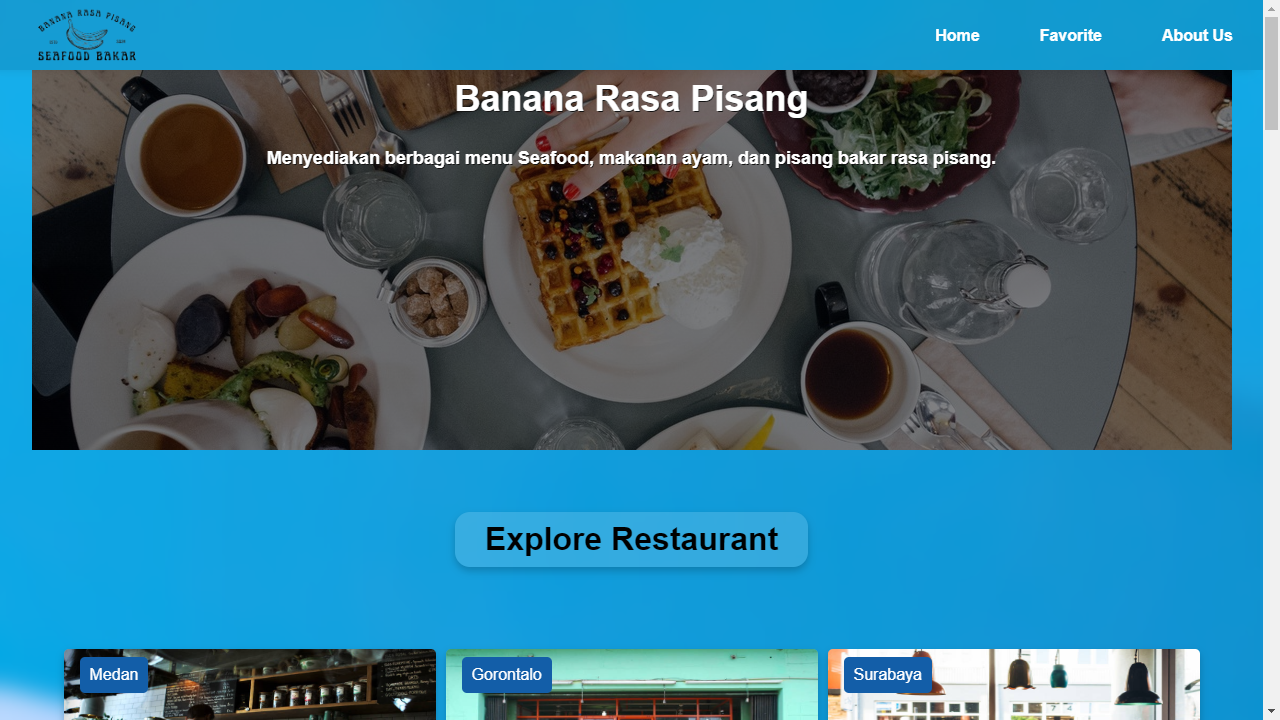 BANANA RASA PISANG
SEAFOOD BAKAR
Home
Favorite
About Us
Banana Rasa Pisang
Menyediakan berbagai menu Seafood, makanan ayam, dan pisang bakar rasa pisang.
Explore Restaurant
Medan
Gorontalo
Surabaya